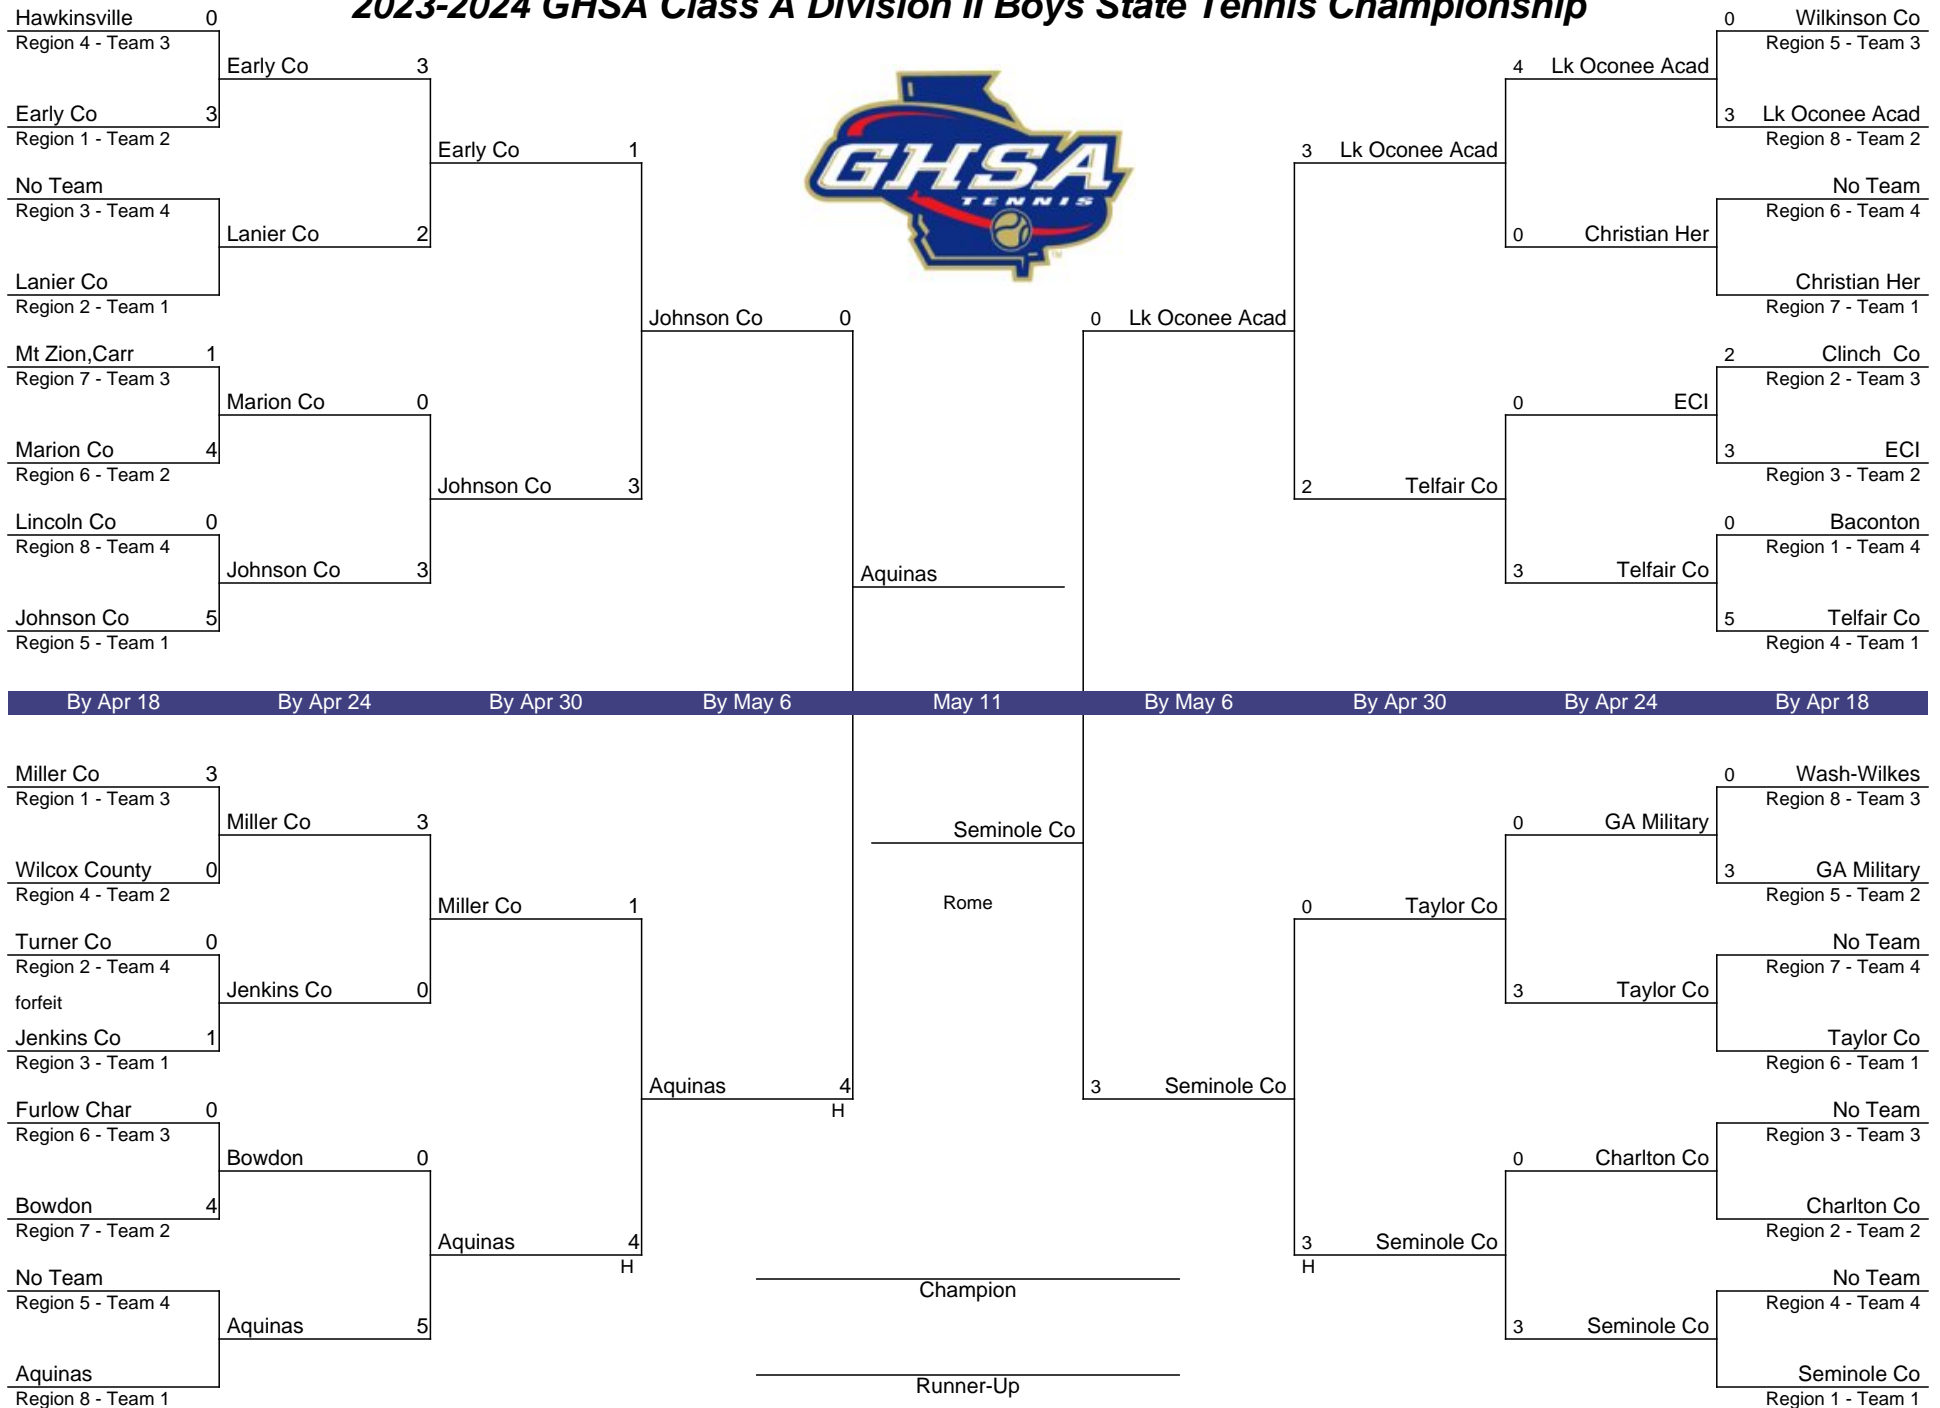 2023-2024 GHSA Class A Division II Boys State Tennis Championship
Hawkinsville 0
Region 4 - Team 3
Early Co 3
Early Co 3
Region 1 - Team 2
Early Co 1
No Team
Region 3 - Team 4
Lanier Co 2
Lanier Co
Region 2 - Team 1
Johnson Co 0
Mt Zion,Carr 1
Region 7 - Team 3
Marion Co 0
Marion Co 4
Region 6 - Team 2
Johnson Co 3
Lincoln Co 0
Region 8 - Team 4
Johnson Co 3
Johnson Co 5
Region 5 - Team 1
Aquinas
GHSA
TENNIS
TM
0 Wilkinson Co
Region 5 - Team 3
4 Lk Oconee Acad
3 Lk Oconee Acad
Region 8 - Team 2
3 Lk Oconee Acad
No Team
Region 6 - Team 4
0 Christian Her
Christian Her
Region 7 - Team 1
0 Lk Oconee Acad
2 Clinch  Co
Region 2 - Team 3
0 ECI
3 ECI
Region 3 - Team 2
2 Telfair Co
0 Baconton
Region 1 - Team 4
3 Telfair Co
5 Telfair Co
Region 4 - Team 1
By Apr 18 By Apr 24 By Apr 30 By May 6 May 11 By May 6 By Apr 30 By Apr 24 By Apr 18
Miller Co 3
Region 1 - Team 3
Miller Co 3
Wilcox County 0
Region 4 - Team 2
Miller Co 1
Turner Co 0
Region 2 - Team 4
forfeit
Jenkins Co 0
Jenkins Co 1
Region 3 - Team 1
Aquinas 4
H
Furlow Char 0
Region 6 - Team 3
Bowdon 0
Bowdon 4
Region 7 - Team 2
Aquinas 4
H
No Team
Region 5 - Team 4
Aquinas 5
Aquinas
Region 8 - Team 1
Seminole Co
Rome
Champion
Runner-Up
0 Wash-Wilkes
Region 8 - Team 3
0 GA Military
3 GA Military
Region 5 - Team 2
0 Taylor Co
No Team
Region 7 - Team 4
3 Taylor Co
Taylor Co
Region 6 - Team 1
3 Seminole Co
No Team
Region 3 - Team 3
0 Charlton Co
Charlton Co
Region 2 - Team 2
3 Seminole Co
H
No Team
Region 4 - Team 4
3 Seminole Co
Seminole Co
Region 1 - Team 1